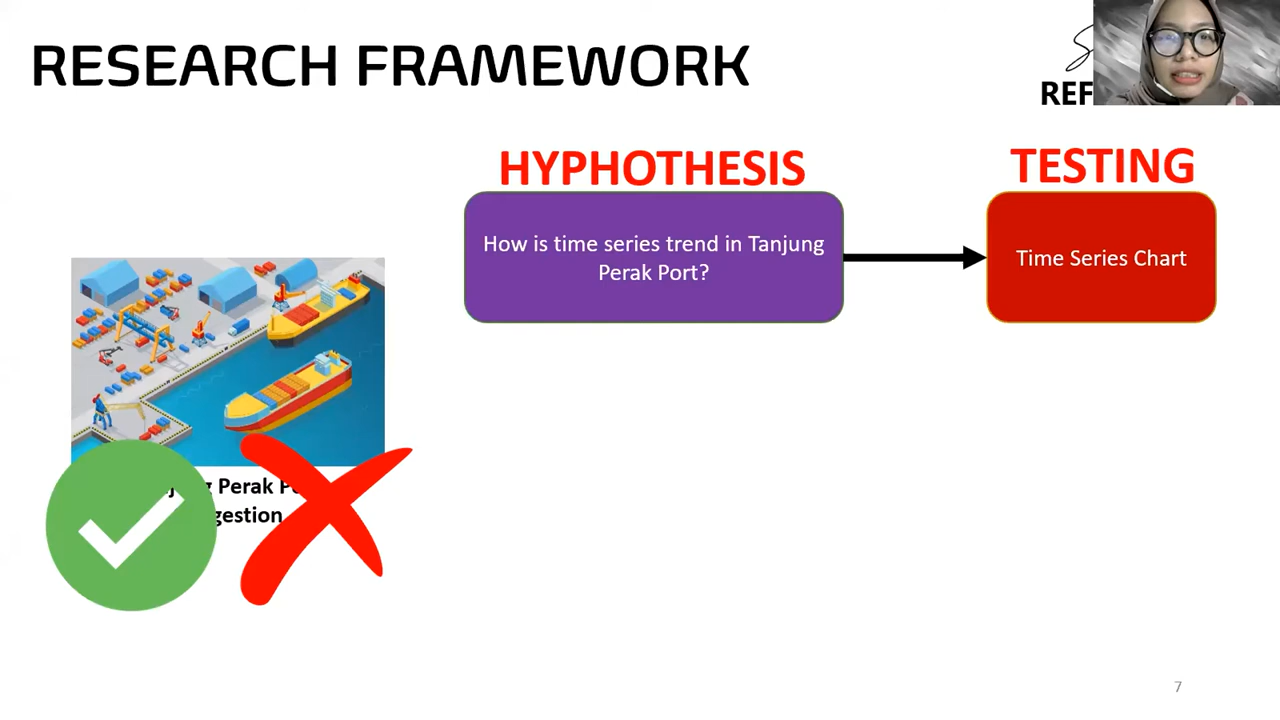 RESEARCH FRAMEWORK
REF
HYPHOTHESIS
TESTING
How is time series trend in Tanjung
Perak Port?
Time Series Chart
Perak
7